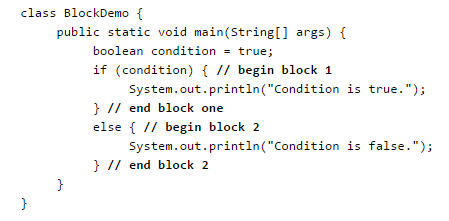 class BlockDemo {
public static void main(String[] args) {
boolean condition = true;
if (condition) { // begin block 1
System.out.println("Condition is true.");
} // end block one
else { // begin block 2
System.out.println("Condition is false.");
} // end block 2
}
}